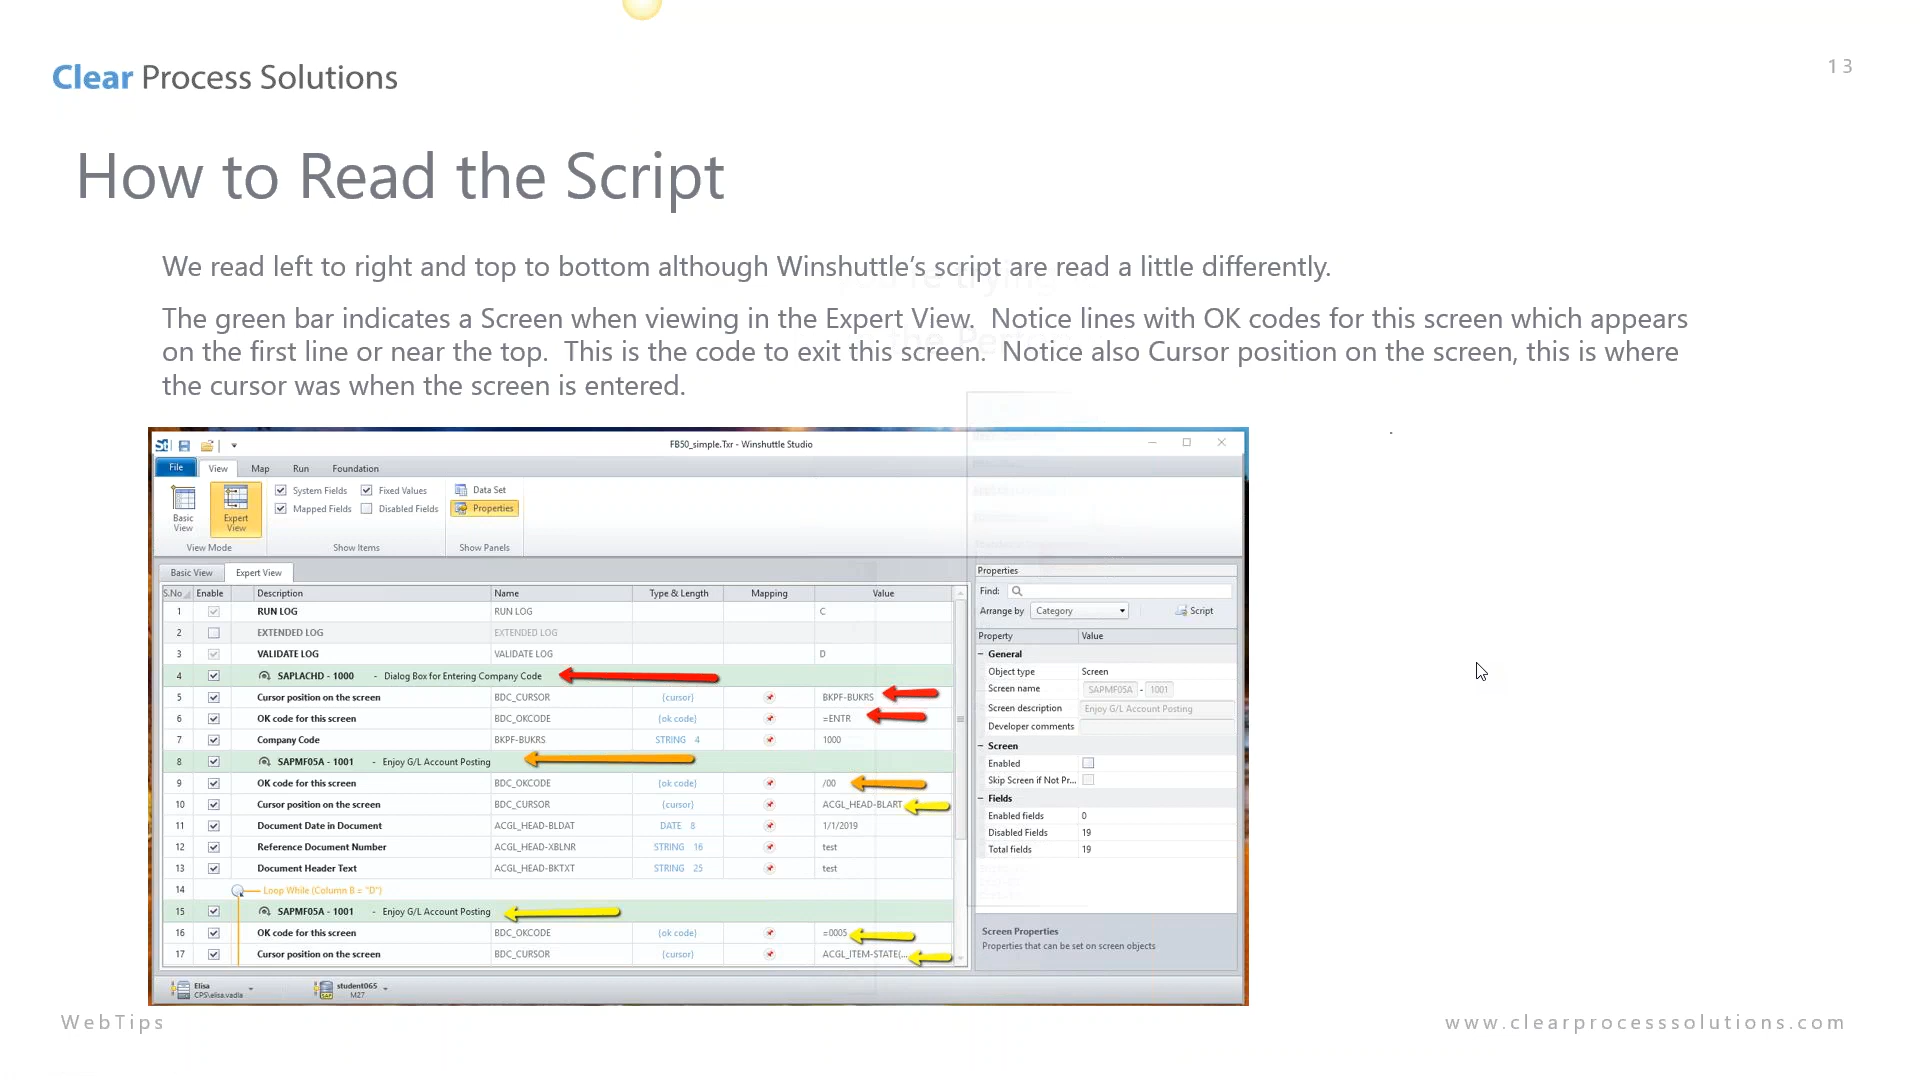 Clear Process Solutions
13
How to Read the Script
We read left to right and top to bottom although Winshuttle's script are read a little differently.
The green bar indicates a Screen when viewing in the Expert View. Notice lines with OK codes for this screen which appears
on the first line or near the top. This is the code to exit this screen. Notice also Cursor position on the screen, this is where
the cursor was when the screen is entered.
FB50_simple.Txr - Winshuttle Studio
File View Map Run Foundation
System Fields Fixed Values Data Set
Mapped Fields Disabled Fields Properties
Basic View
Expert View
View Mode Show Items Show Panels
Basic View Expert View
S.No Enable Description Name Type & Length Mapping Value
1 RUN LOG RUN LOG C
2 EXTENDED LOG EXTENDED LOG
3 VALIDATE LOG VALIDATE LOG D
4 SAPLACHD - 1000 - Dialog Box for Entering Company Code
5 Cursor position on the screen BDC_CURSOR {cursor} BKPF-BUKRS
6 OK code for this screen BDC_OKCODE {ok code} =ENTR
7 Company Code BKPF-BUKRS STRING 4 1000
8 SAPMF05A - 1001 - Enjoy G/L Account Posting
9 OK code for this screen BDC_OKCODE {ok code} /00
10 Cursor position on the screen BDC_CURSOR {cursor} ACGL_HEAD-BLART
11 Document Date in Document ACGL_HEAD-BLDAT DATE 8 1/1/2019
12 Reference Document Number ACGL_HEAD-XBLNR STRING 16 test
13 Document Header Text ACGL_HEAD-BKTXT STRING 25 test
14 Loop While (Column B = "D")
15 SAPMF05A - 1001 - Enjoy G/L Account Posting
16 OK code for this screen BDC_OKCODE {ok code} =0005
17 Cursor position on the screen BDC_CURSOR {cursor} ACGL_ITEM-STATE(...
Properties
Find:
Arrange by Category Script
Property Value
General
Object type Screen
Screen name SAPMF05A - 1001
Screen description Enjoy G/L Account Posting
Developer comments
Screen
Enabled
Skip Screen if Not Pr...
Fields
Enabled fields 0
Disabled Fields 19
Total fields 19
Screen Properties
Properties that can be set on screen objects
Elisa
CPS\elisa.vadla
student065
M27
SAP
WebTips
www.clearprocesssolutions.com